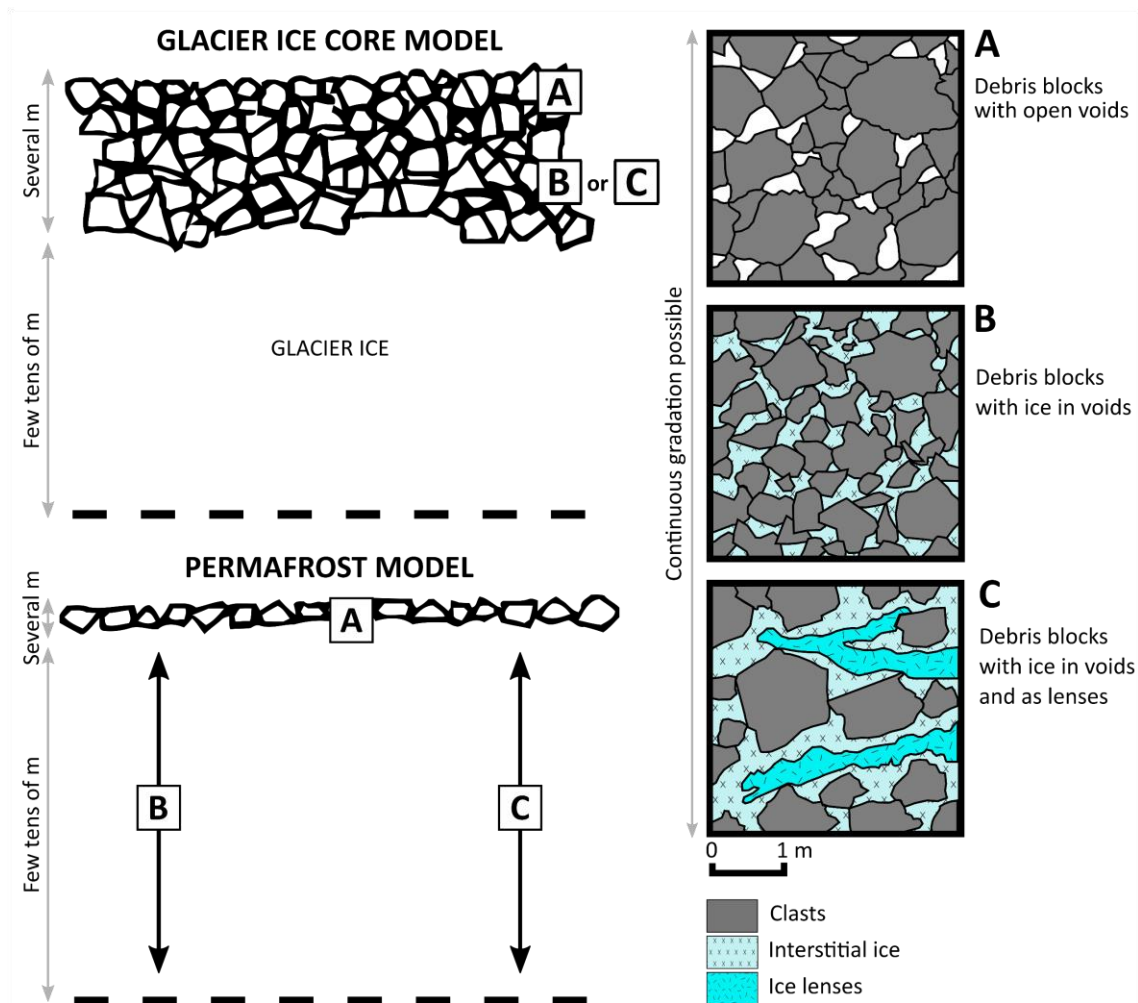 GLACIER ICE CORE MODEL
Several m
A
B or C
Few tens of m
GLACIER ICE
PERMAFROST MODEL
Several m
A
Few tens of m
B
C
Continuous gradation possible
A
Debris blocks
with open voids
B
Debris blocks
with ice in voids
C
Debris blocks
with ice in voids
and as lenses
0 1 m
Clasts
Interstitial ice
Ice lenses